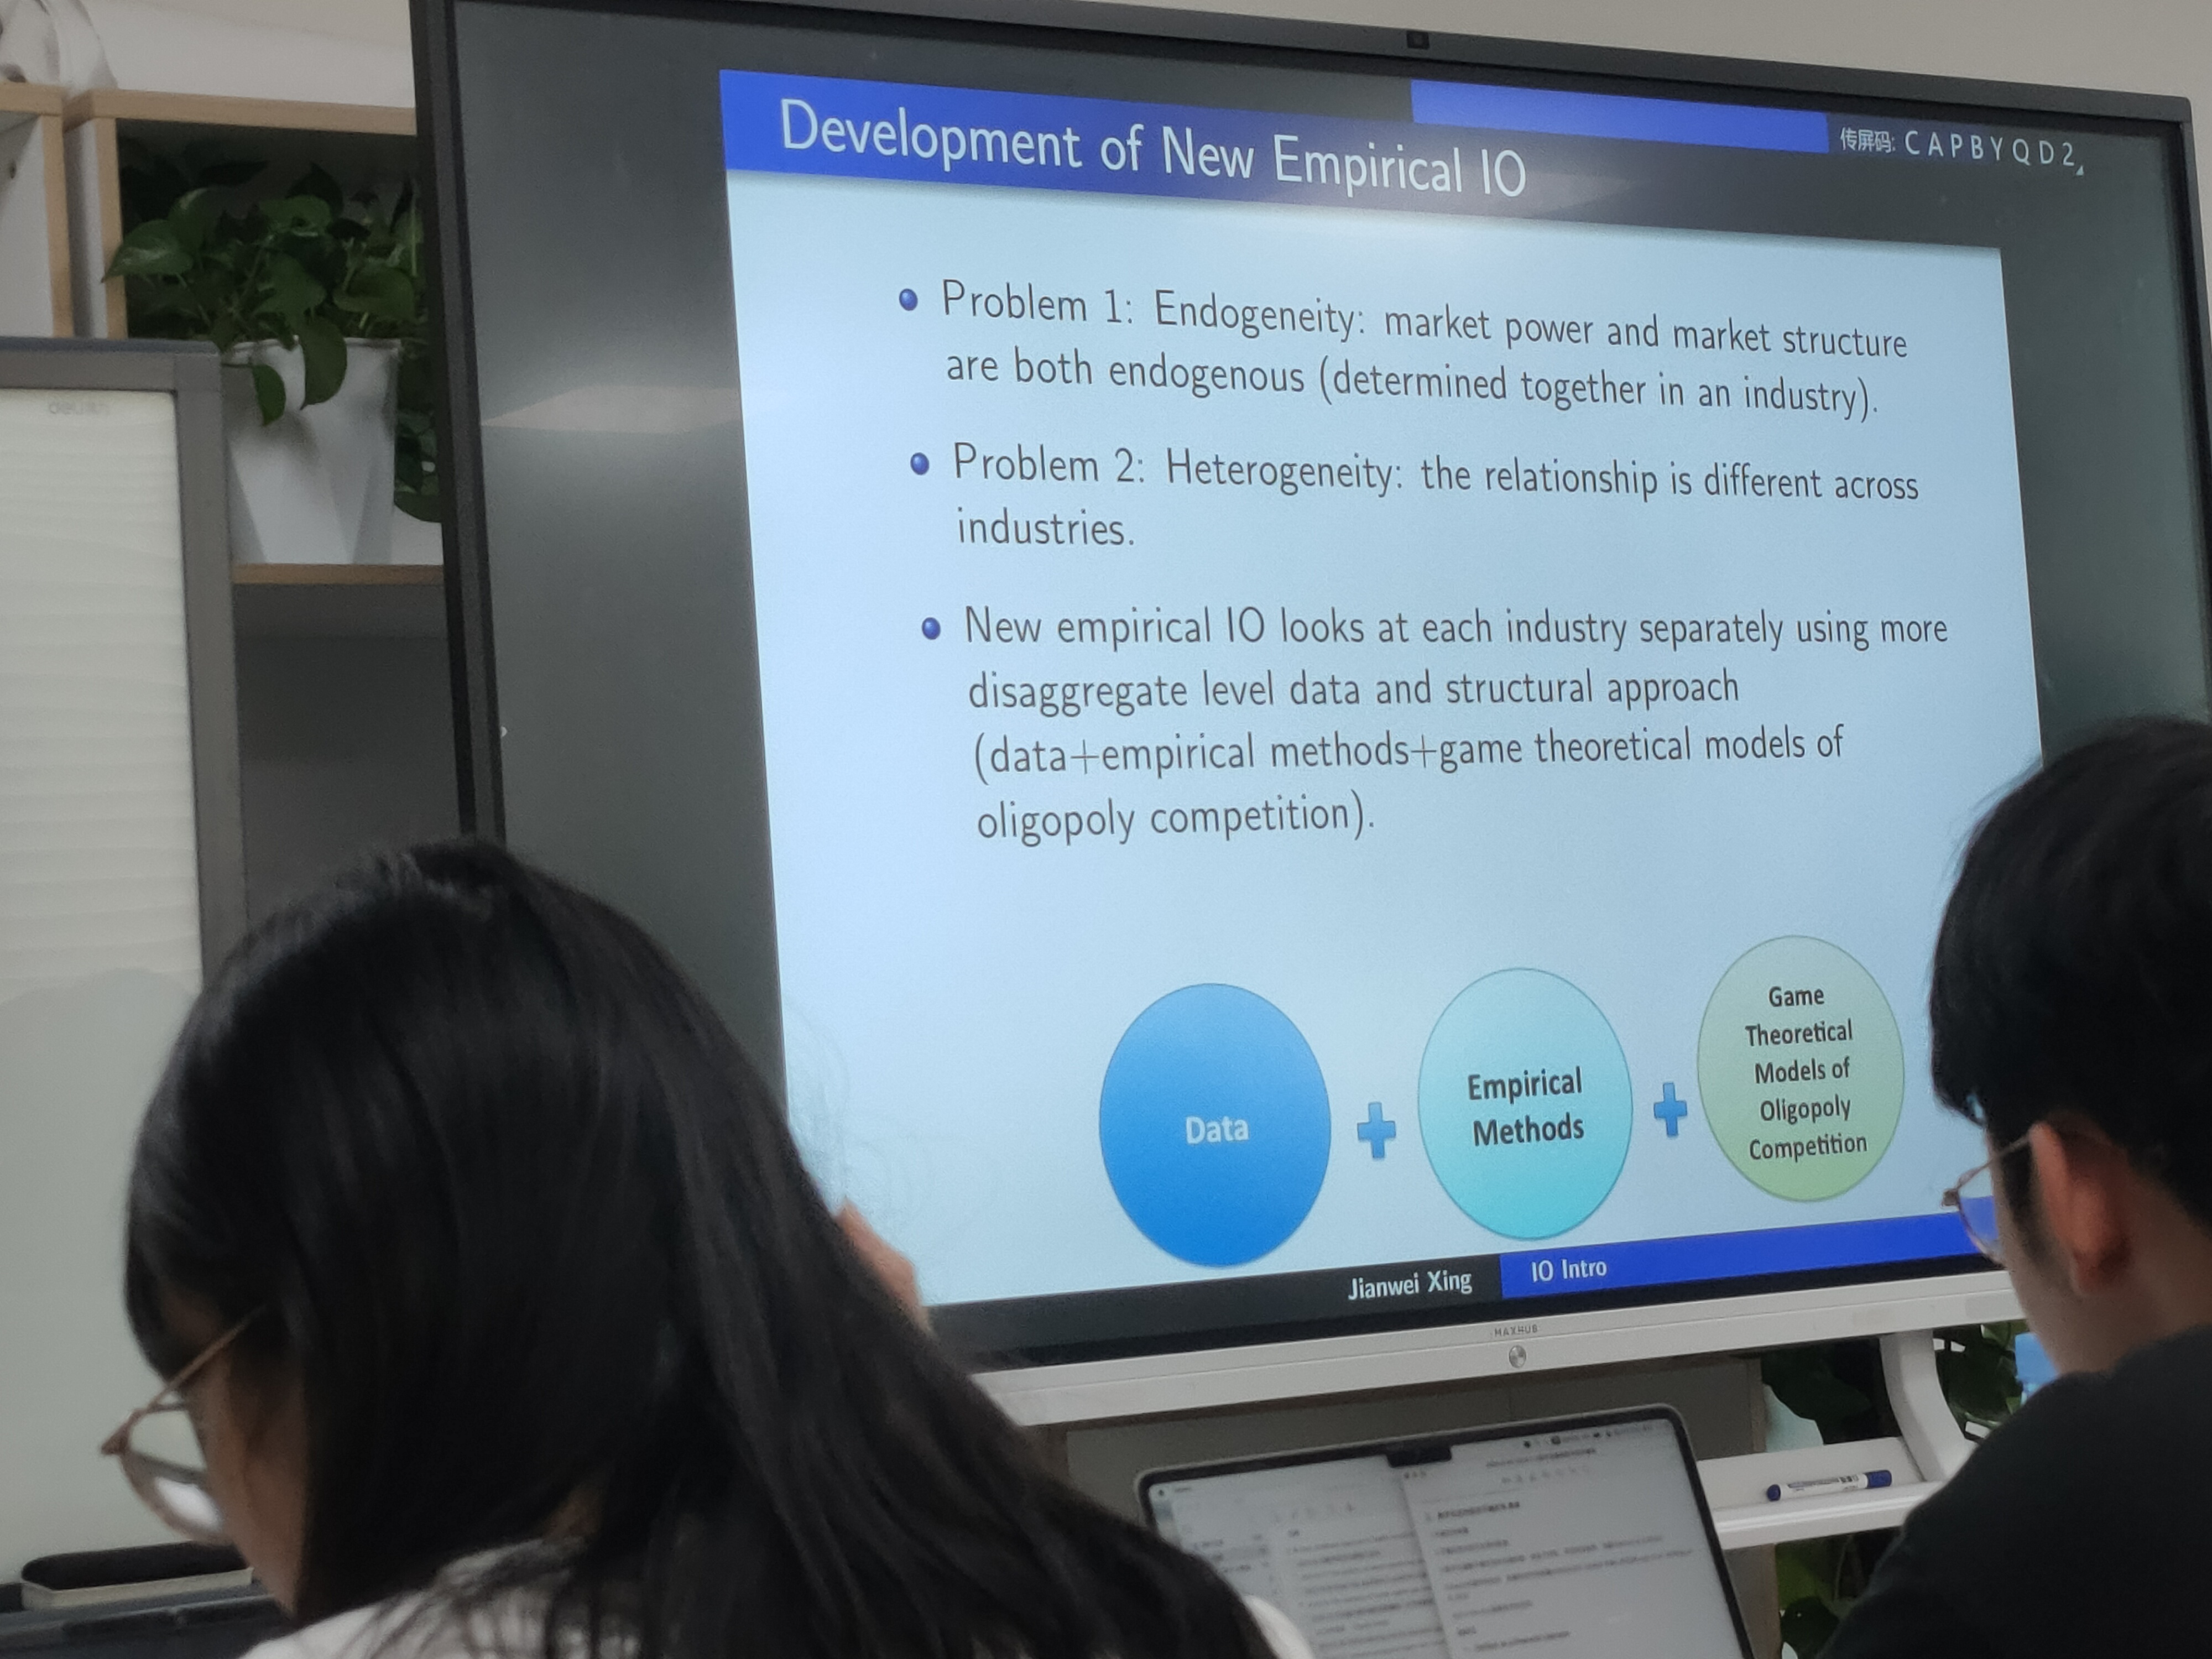 Development of New Empirical IO
传屏码: CAPBYQD2
Problem 1: Endogeneity: market power and market structure
are both endogenous (determined together in an industry).
Problem 2: Heterogeneity: the relationship is different across
industries.
New empirical IO looks at each industry separately using more
disaggregate level data and structural approach
(data+empirical methods+game theoretical models of
oligopoly competition).
Data
Empirical
Methods
Game
Theoretical
Models of
Oligopoly
Competition
Jianwei Xing
IO Intro
MAXHUB